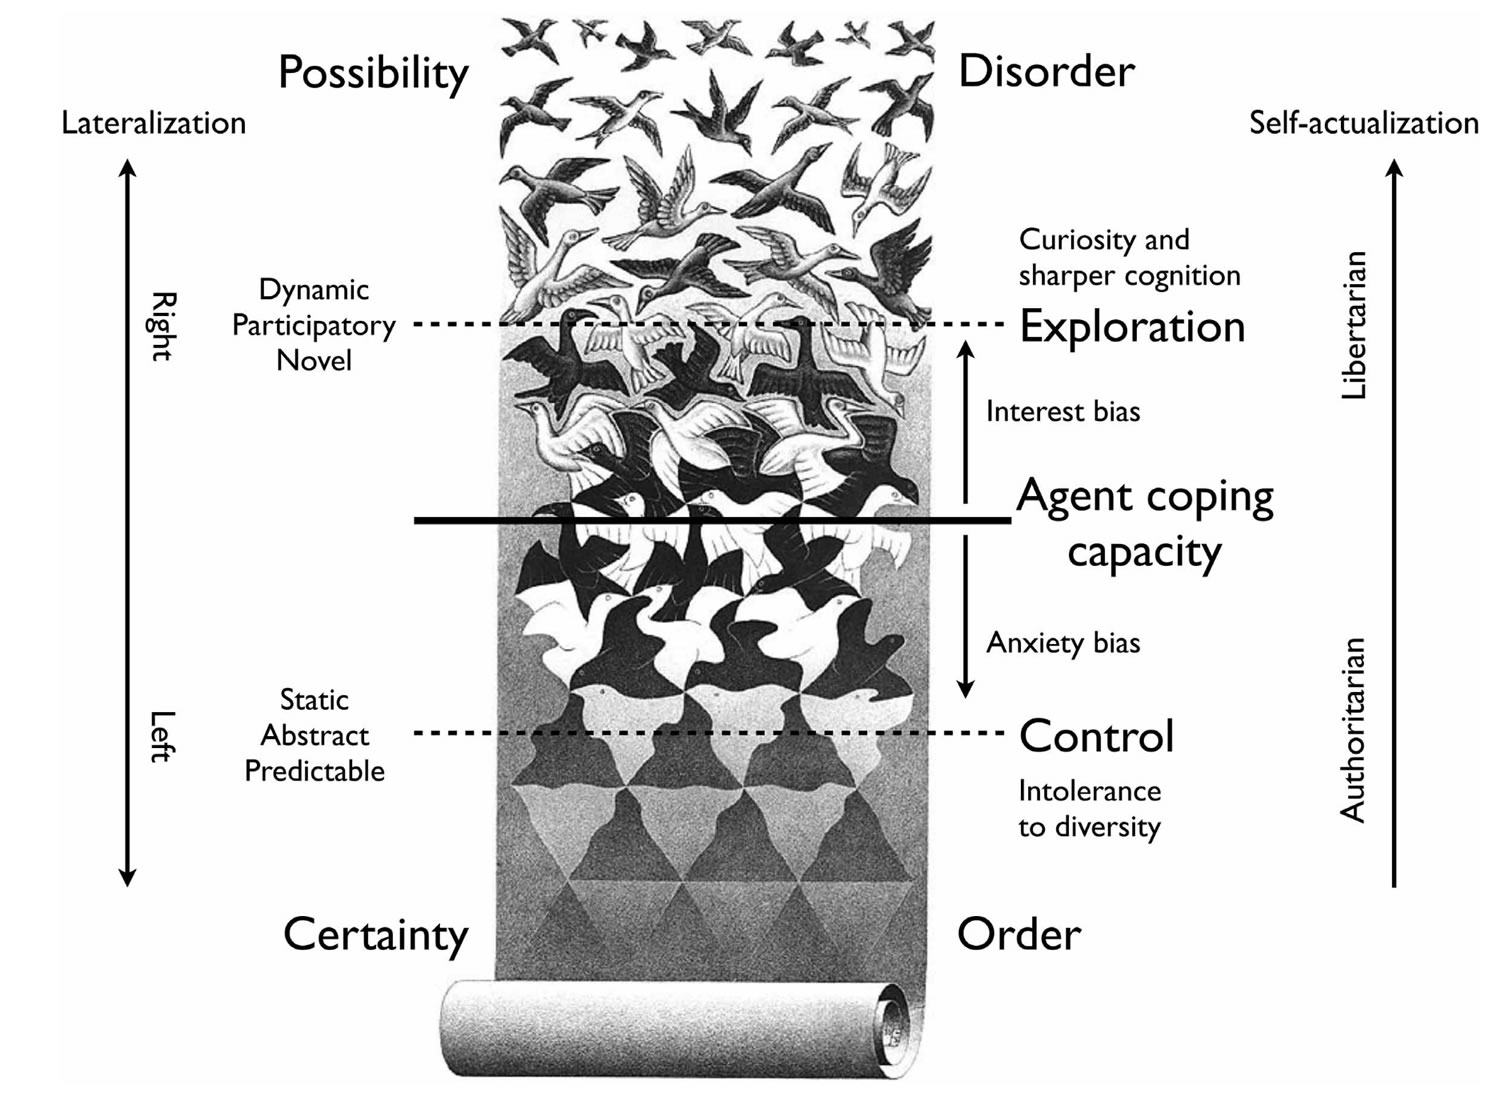 Possibility
Disorder
Lateralization
Self-actualization
Curiosity and
sharper cognition
Exploration
Dynamic
Participatory
Novel
Right
Libertarian
Interest bias
Agent coping
capacity
Anxiety bias
Static
Abstract
Predictable
Left
Control
Intolerance
to diversity
Authoritarian
Certainty
Order